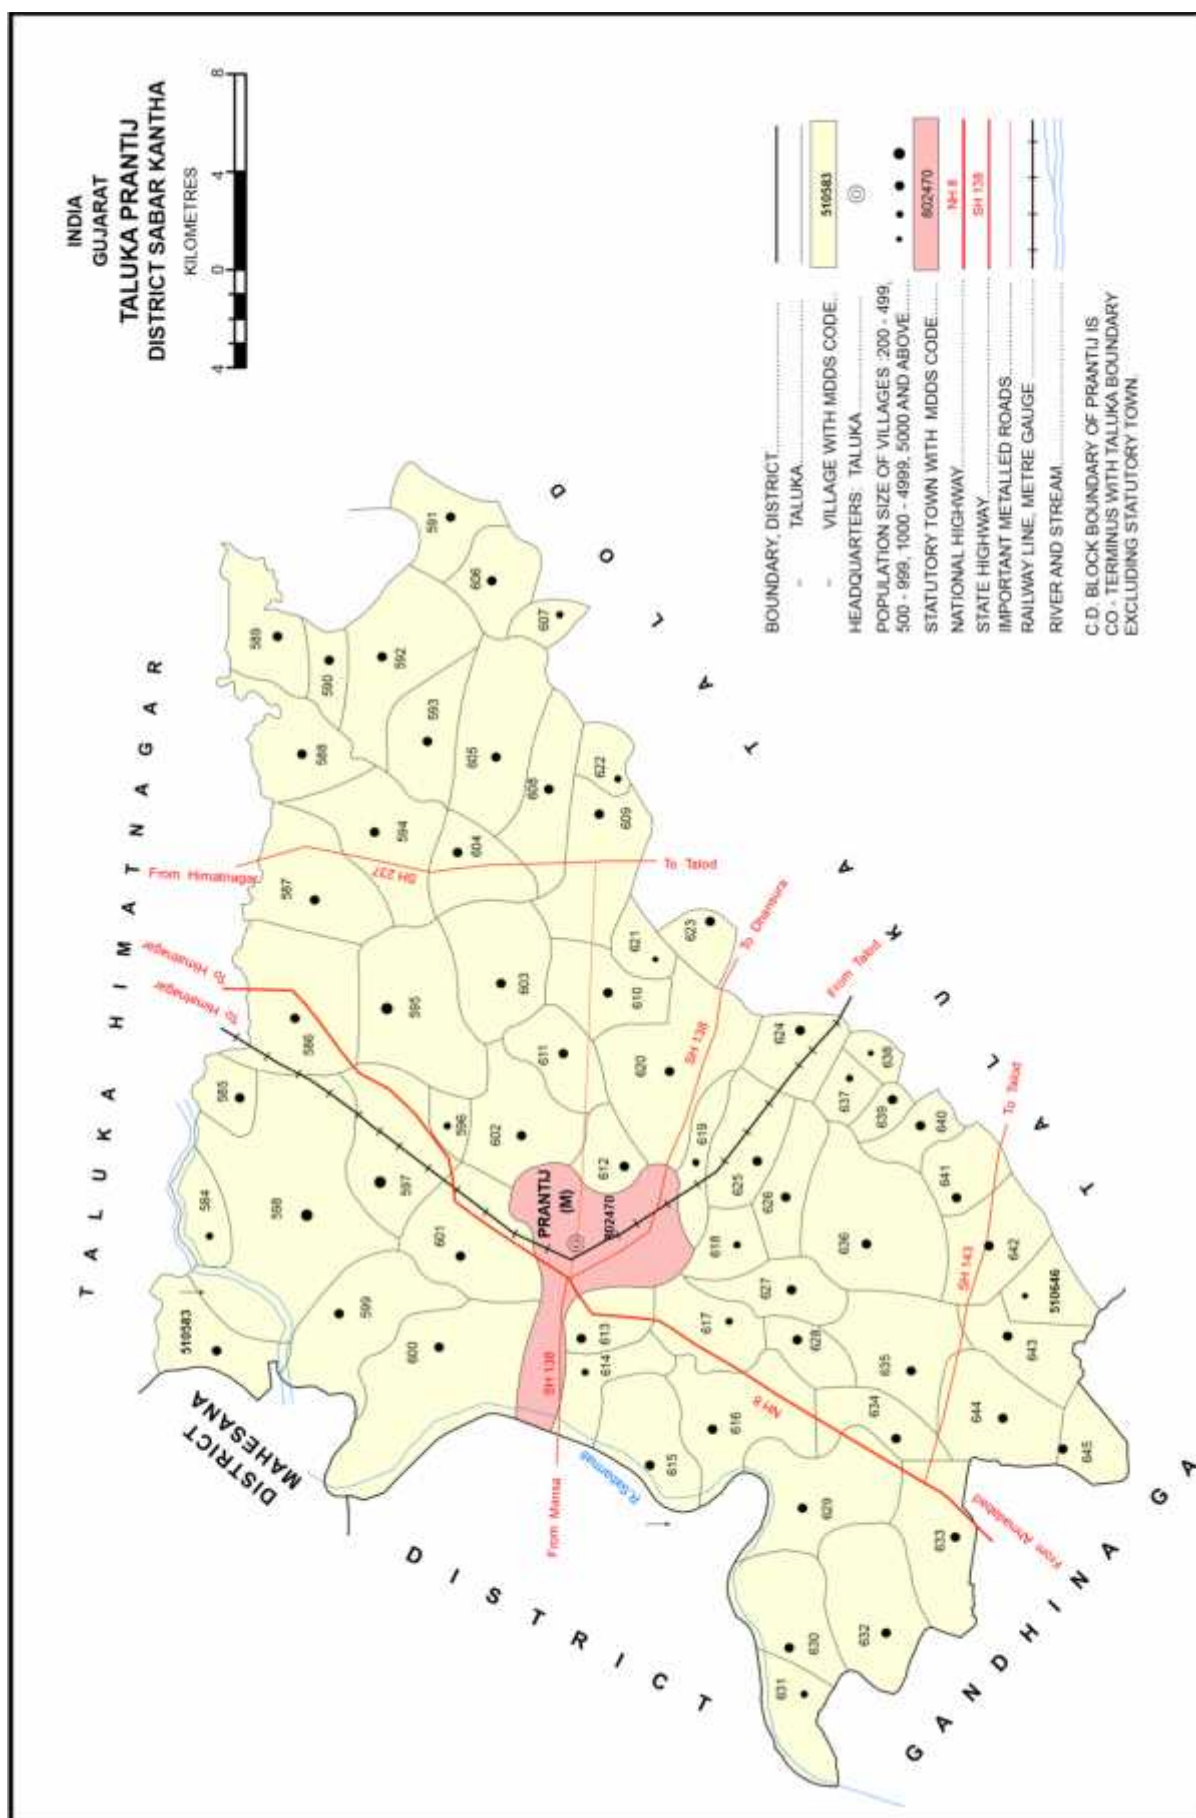 INDIA
GUJARAT
TALUKA PRANTIJ
DISTRICT SABAR KANTHA
KILOMETRES
4 0 4 8
TALUKA HIMATNAGAR
DISTRICT
MAHESANA
DISTRICT
GANDHINAGA
TALOD
TALUKA
From Himatnagar
To Himatnagar
To Himatnagar
SH 237
To Talod
To Dhansura
From Talod
SH 138
SH 138
From Mansa
R.Sabarmati
NH 8
SH 143
To Talod
From Ahmadabad
PRANTIJ
(M)
802470
510583
584
585
586
587
588
589
590
591
592
593
594
595
596
597
598
599
600
601
602
603
604
605
606
607
608
609
610
611
612
613
614
615
616
617
618
619
620
621
622
623
624
625
626
627
628
629
630
631
632
633
634
635
636
637
638
639
640
641
642
643
644
645
510646
BOUNDARY, DISTRICT
" TALUKA
" VILLAGE WITH MDDS CODE 510583
HEADQUARTERS: TALUKA
POPULATION SIZE OF VILLAGES :200 - 499,
500 - 999, 1000 - 4999, 5000 AND ABOVE
STATUTORY TOWN WITH MDDS CODE 802470
NATIONAL HIGHWAY NH 8
STATE HIGHWAY SH 138
IMPORTANT METALLED ROADS
RAILWAY LINE, METRE GAUGE
RIVER AND STREAM
C.D. BLOCK BOUNDARY OF PRANTIJ IS
CO - TERMINUS WITH TALUKA BOUNDARY
EXCLUDING STATUTORY TOWN.